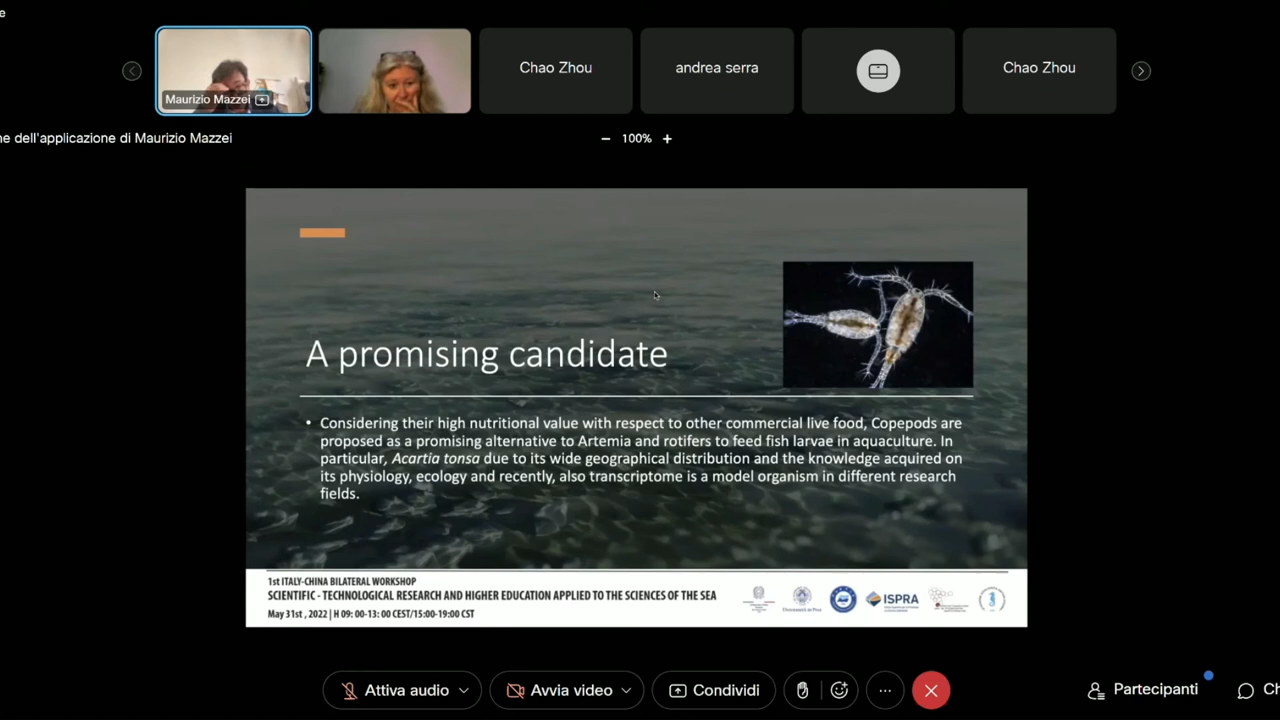 e
Maurizio Mazzei
Chao Zhou
andrea serra
Chao Zhou
ne dell'applicazione di Maurizio Mazzei
100%
A promising candidate
• Considering their high nutritional value with respect to other commercial live food, Copepods are
proposed as a promising alternative to Artemia and rotifers to feed fish larvae in aquaculture. In
particular, Acartia tonsa due to its wide geographical distribution and the knowledge acquired on
its physiology, ecology and recently, also transcriptome is a model organism in different research
fields.
1st ITALY-CHINA BILATERAL WORKSHOP
SCIENTIFIC - TECHNOLOGICAL RESEARCH AND HIGHER EDUCATION APPLIED TO THE SCIENCES OF THE SEA
May 31st , 2022 | H 09: 00-13: 00 CEST/15:00-19:00 CST
ISPRA
Attiva audio
Avvia video
Condividi
Partecipanti
Ch